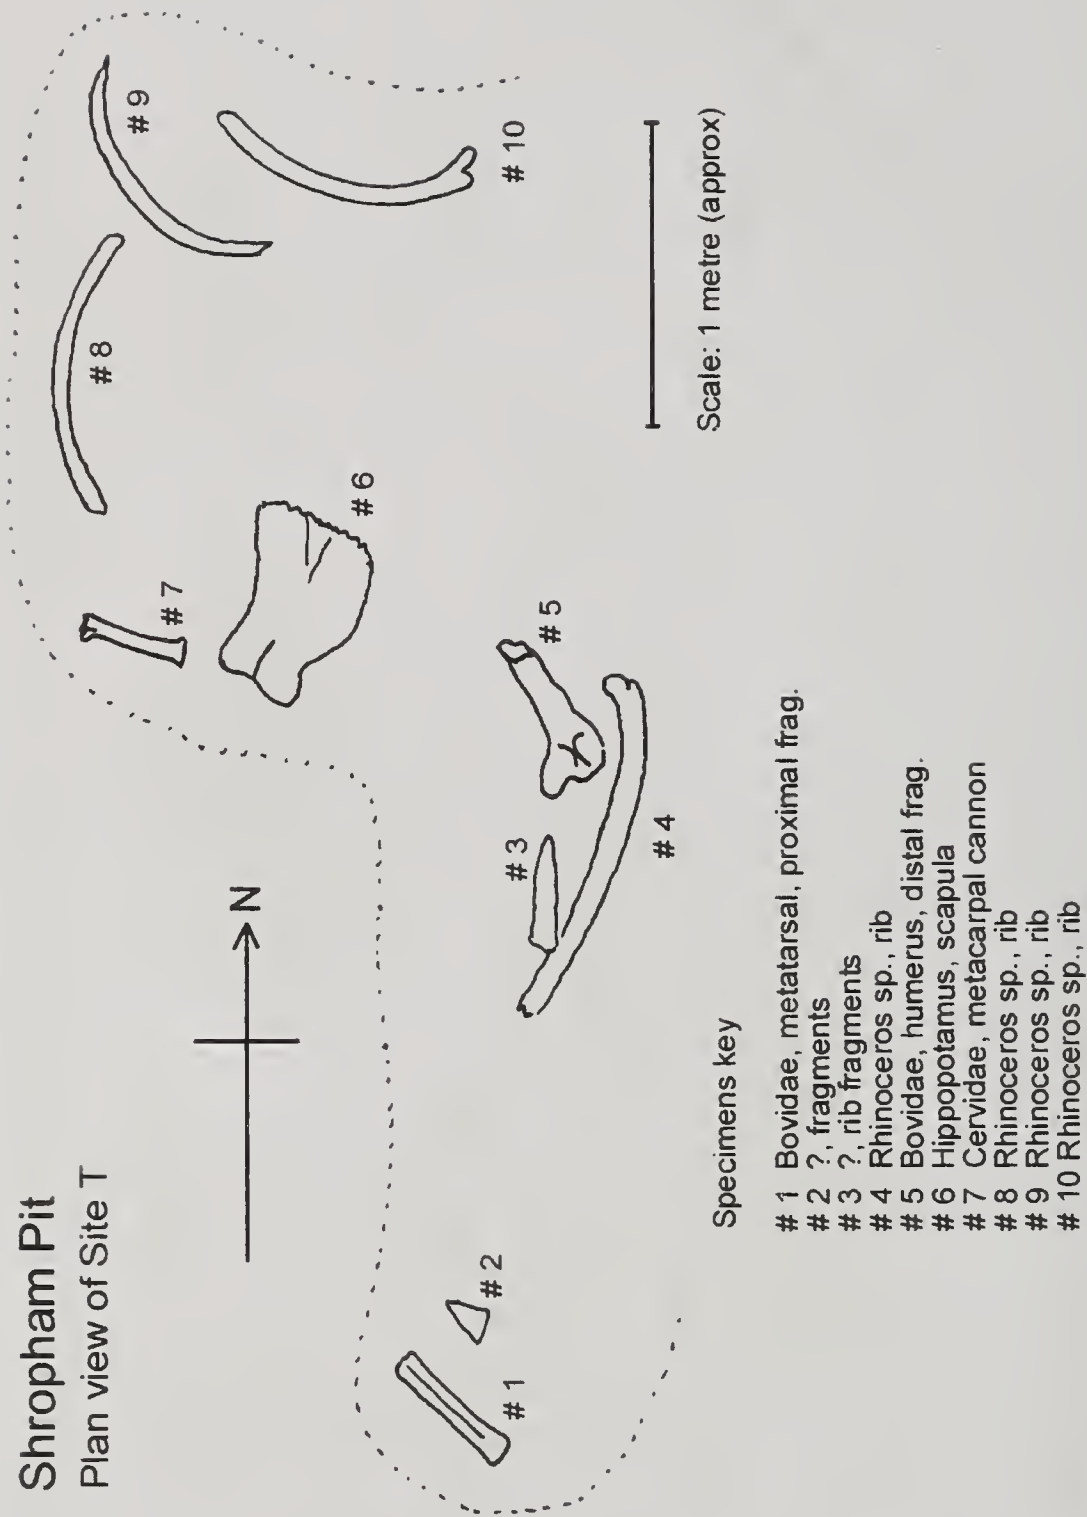 Shropham Pit
Plan view of Site T
N
# 1
# 2
# 3
# 4
# 5
# 6
# 7
# 8
# 9
# 10
Scale: 1 metre (approx)
Specimens key
# 1 Bovidae, metatarsal, proximal frag.
# 2 ?, fragments
# 3 ?, rib fragments
# 4 Rhinoceros sp., rib
# 5 Bovidae, humerus, distal frag.
# 6 Hippopotamus, scapula
# 7 Cervidae, metacarpal cannon
# 8 Rhinoceros sp., rib
# 9 Rhinoceros sp., rib
# 10 Rhinoceros sp., rib